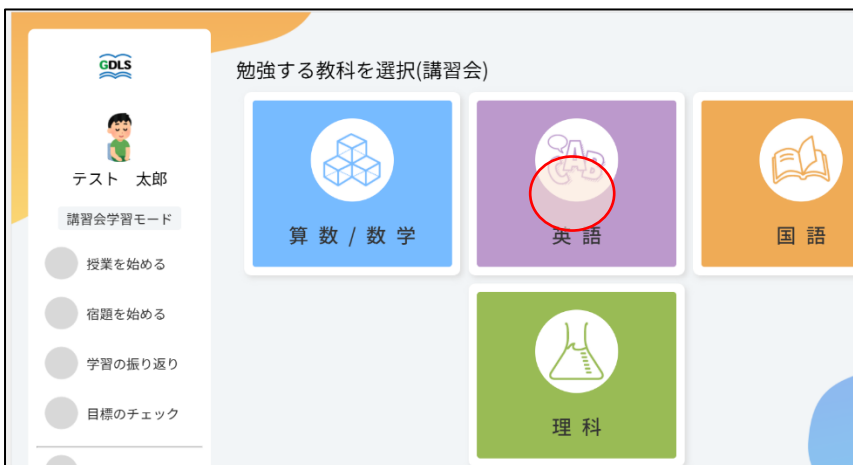 GDLS
テスト　太郎
講習会学習モード
授業を始める
宿題を始める
学習の振り返り
目標のチェック
勉強する教科を選択(講習会)
算数/数学
CAB
英語
国語
理科